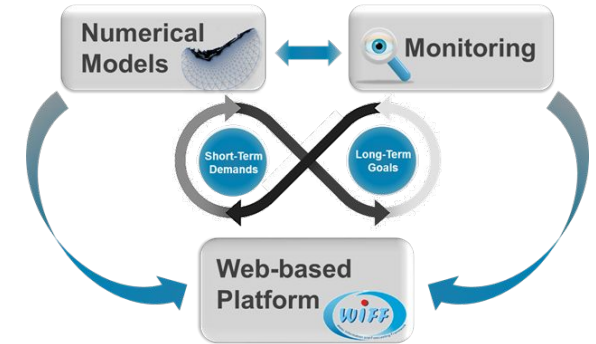 Numerical
Models
Monitoring
Short-Term
Demands
Long-Term
Goals
Web-based
Platform
WIFF